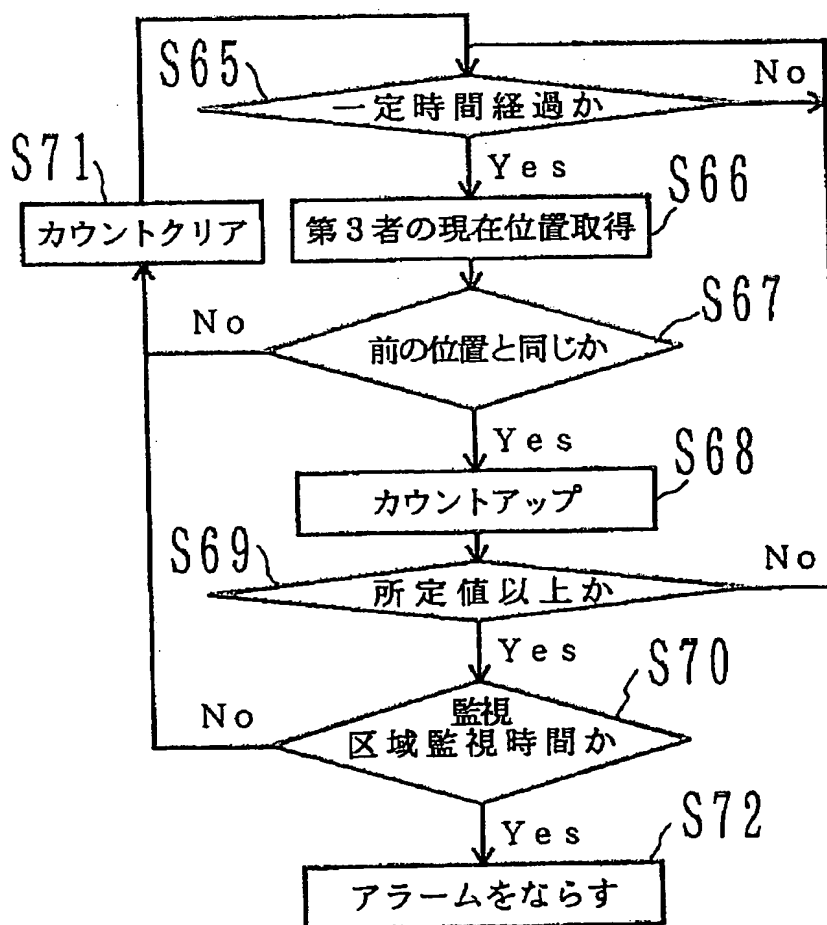 S65
一定時間経過か
No
Yes
S71
カウントクリア
S66
第3者の現在位置取得
S67
No
前の位置と同じか
Yes
S68
カウントアップ
S69
No
所定値以上か
Yes
S70
No
監視
区域監視時間か
Yes
S72
アラームをならす